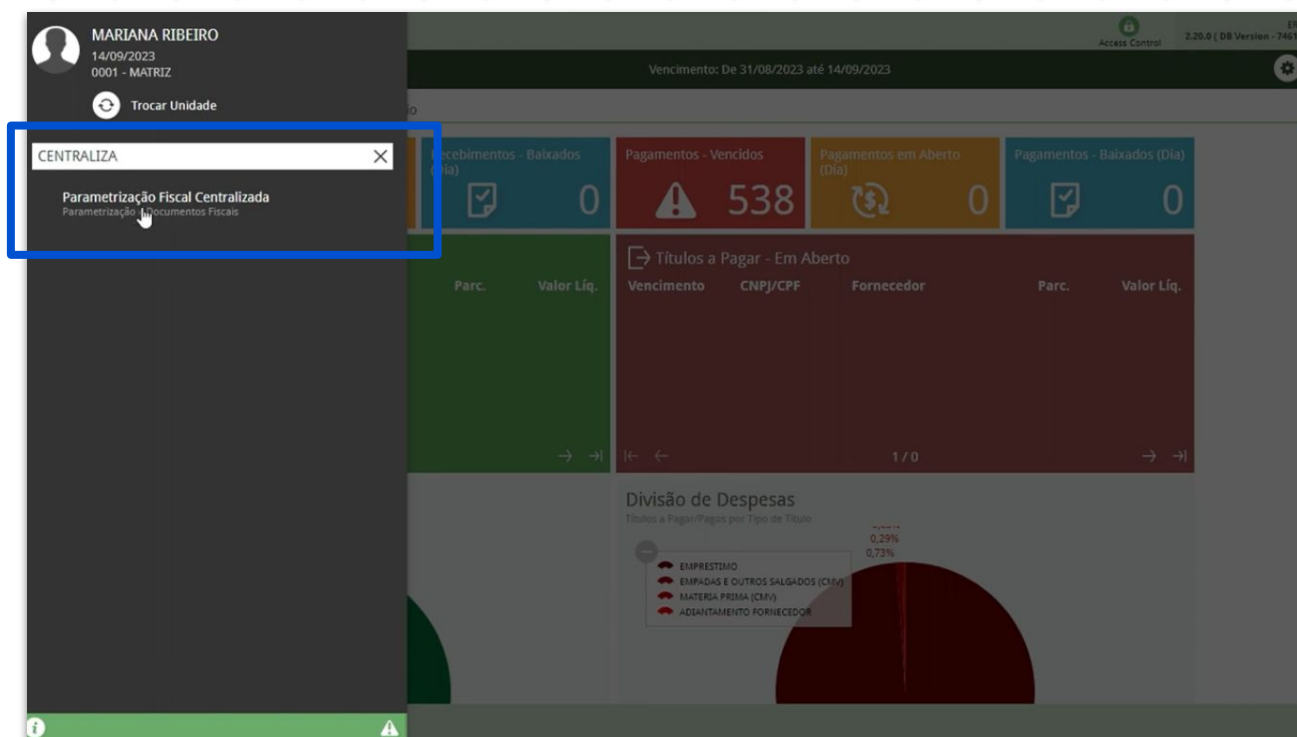 MARIANA RIBEIRO
14/09/2023
0001 - MATRIZ
Trocar Unidade
CENTRALIZA
Parametrização Fiscal Centralizada
Parametrização Documentos Fiscais
Access Control
2.20.0 ( DB Version - 7461
Vencimento: De 31/08/2023 até 14/09/2023
Recebimentos - Baixados (Dia)
0
Pagamentos - Vencidos
538
Pagamentos em Aberto (Dia)
0
Pagamentos - Baixados (Dia)
0
Parc. Valor Líq.
Títulos a Pagar - Em Aberto
Vencimento CNPJ/CPF Fornecedor Parc. Valor Líq.
1 / 0
Divisão de Despesas
Títulos a Pagar/Pagos por Tipo de Título
0,29%
0,73%
EMPRESTIMO
EMPADAS E OUTROS SALGADOS (CMV)
MATERIA PRIMA (CMV)
ADIANTAMENTO FORNECEDOR